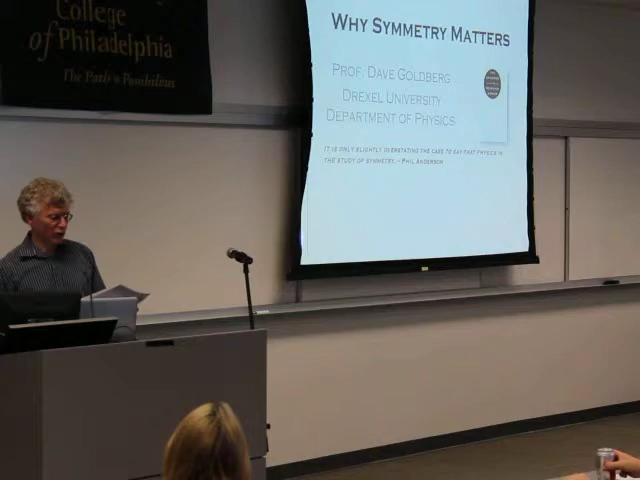 College
of Philadelphia
The Path to Possibilities
WHY SYMMETRY MATTERS
PROF. DAVE GOLDBERG
DREXEL UNIVERSITY
DEPARTMENT OF PHYSICS
IT IS ONLY SLIGHTLY OVERSTATING THE CASE TO SAY THAT PHYSICS IS
THE STUDY OF SYMMETRY. – PHIL ANDERSON